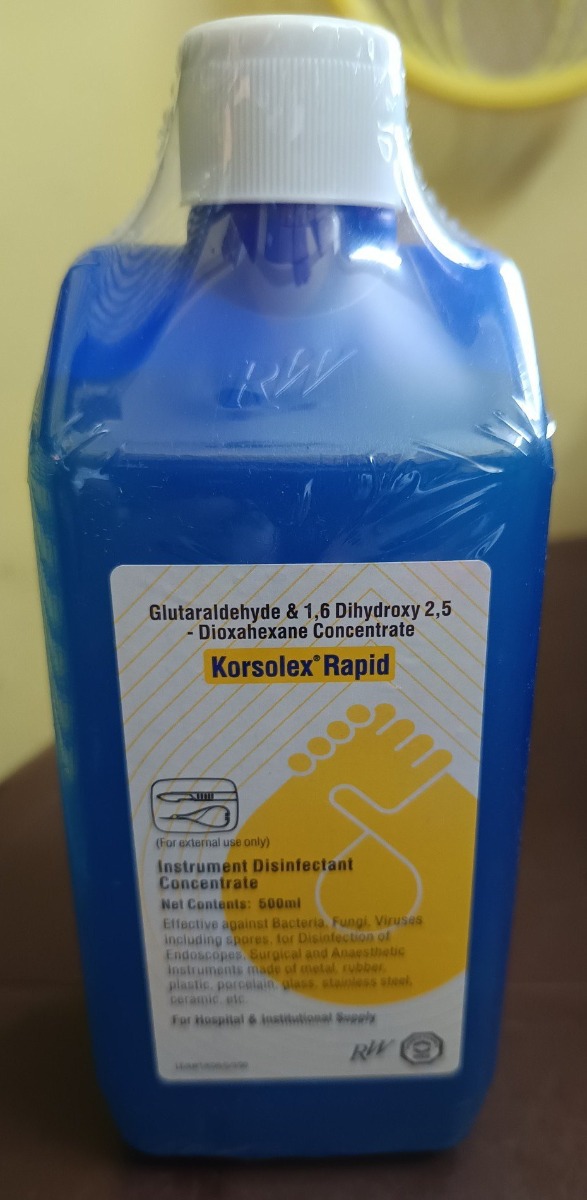 RW
Glutaraldehyde & 1,6 Dihydroxy 2,5
- Dioxahexane Concentrate
Korsolex® Rapid
(For external use only)
Instrument Disinfectant
Concentrate
Net Contents: 500ml
Effective against Bacteria, Fungi, Viruses
including spores, for Disinfection of
Endoscopes, Surgical and Anaesthetic
Instruments made of metal, rubber,
plastic, porcelain, glass, stainless steel,
ceramic, etc.
For Hospital & Institutional Supply
RW